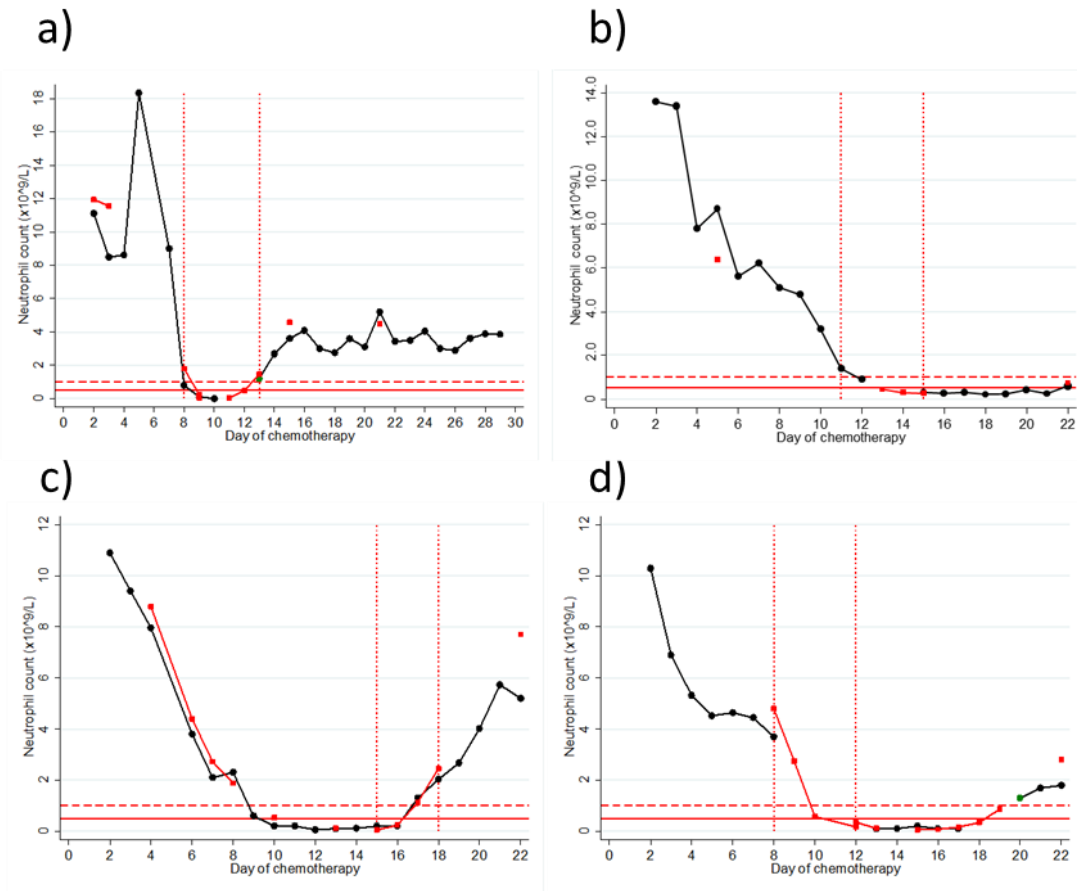 a)
Neutrophil count (x10^9/L)
18
16
14
12
10
8
6
4
2
0
0 2 4 6 8 10 12 14 16 18 20 22 24 26 28 30
Day of chemotherapy
b)
Neutrophil count (x10^9/L)
14.0
12.0
10.0
8.0
6.0
4.0
2.0
0
0 2 4 6 8 10 12 14 16 18 20 22
Day of chemotherapy
c)
Neutrophil count (x10^9/L)
12
10
8
6
4
2
0
0 2 4 6 8 10 12 14 16 18 20 22
Day of chemotherapy
d)
Neutrophil count (x10^9/L)
12
10
8
6
4
2
0
0 2 4 6 8 10 12 14 16 18 20 22
Day of chemotherapy